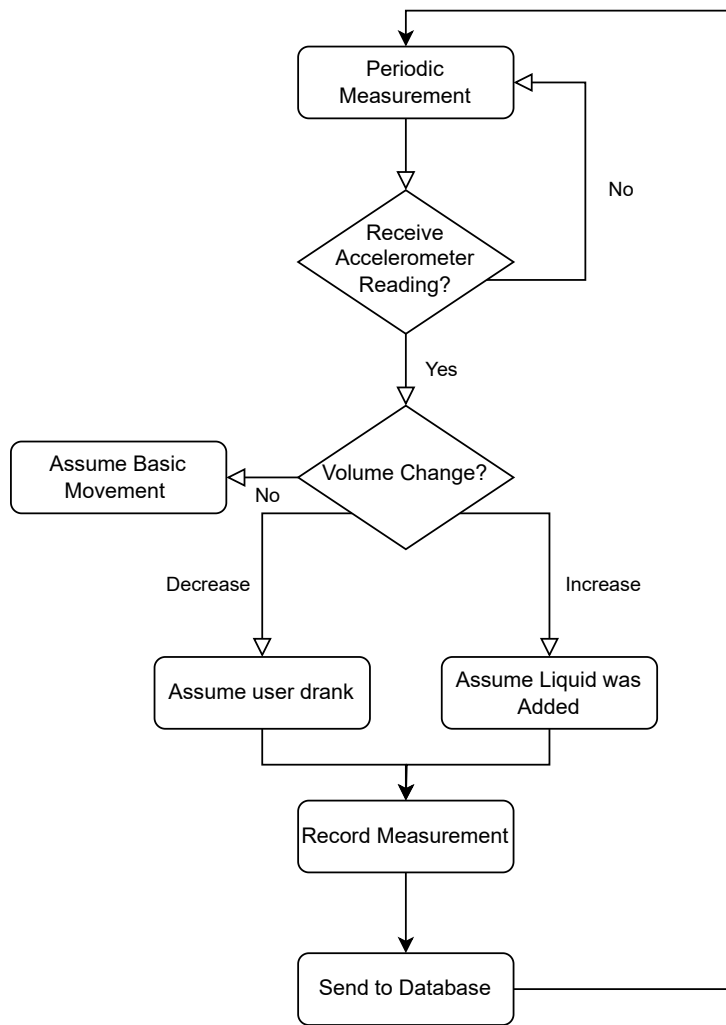 Periodic
Measurement
No
Receive
Accelerometer
Reading?
Yes
Assume Basic
Movement
Volume Change?
No
Decrease
Increase
Assume user drank
Assume Liquid was
Added
Record Measurement
Send to Database